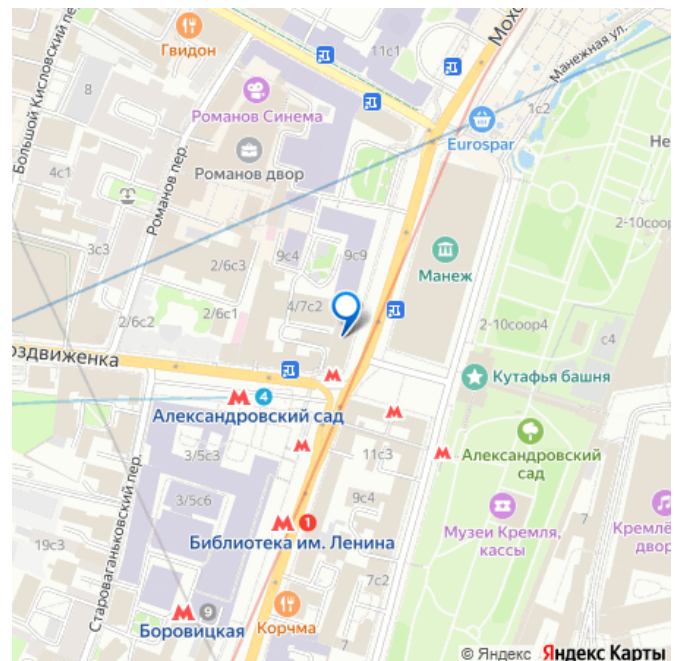 Большой Кисловский пер.
Гвидон
11с1
Мохо
Манежная ул.
8
1с2
Романов Синема
Eurospar
Не
Романов двор
4с1
Романов пер.
2-10соор
3с3
2/6с3
9с4
9с9
Манеж
4/7с2
2/6с2
2/6с1
2-10соор4
с4
оздвиженка
Кутафья башня
4
Александровский сад
11с3
Александровский
сад
3/5с3
Староваганьковский пер.
3/5с6
9с4
1
Музеи Кремля,
кассы
Кремлё
двор
Библиотека им. Ленина
19с3
7
7с2
9
Боровицкая
Корчма
7
© Яндекс Яндекс Карты